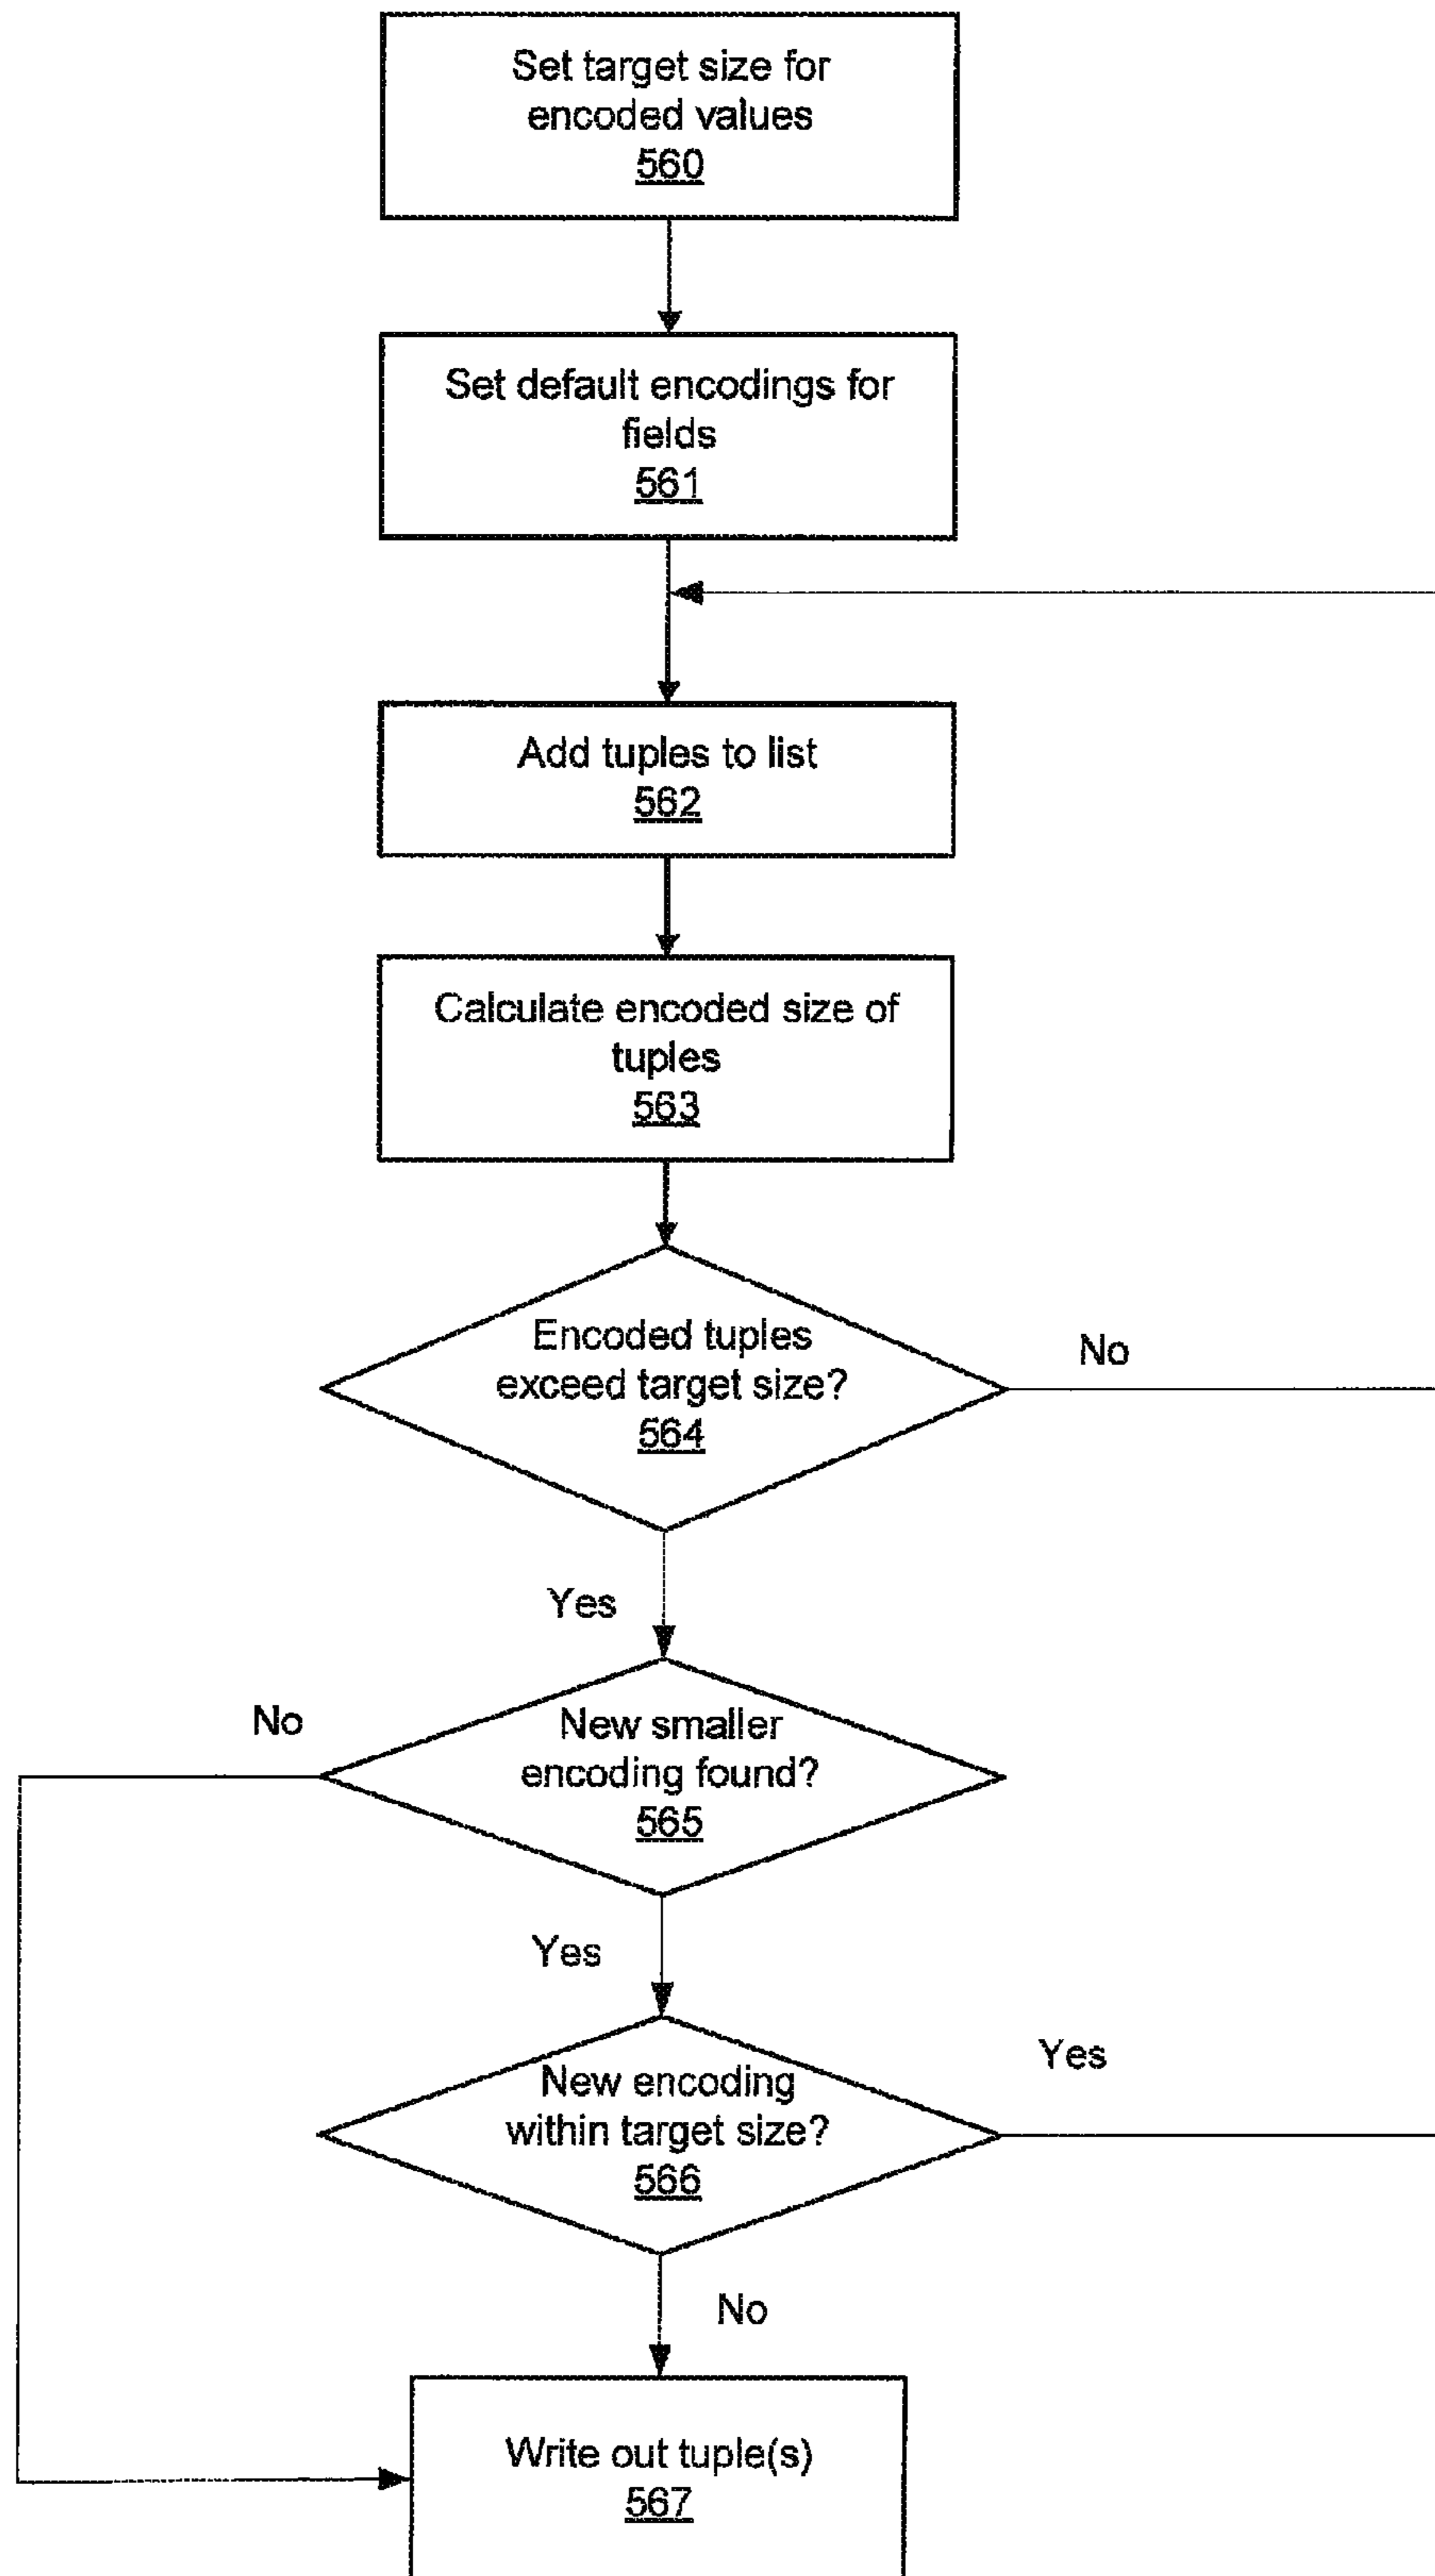 Set target size for
encoded values
560
Set default encodings for
fields
561
Add tuples to list
562
Calculate encoded size of
tuples
563
Encoded tuples
exceed target size?
564
No
Yes
No
New smaller
encoding found?
565
Yes
New encoding
within target size?
566
Yes
No
Write out tuple(s)
567